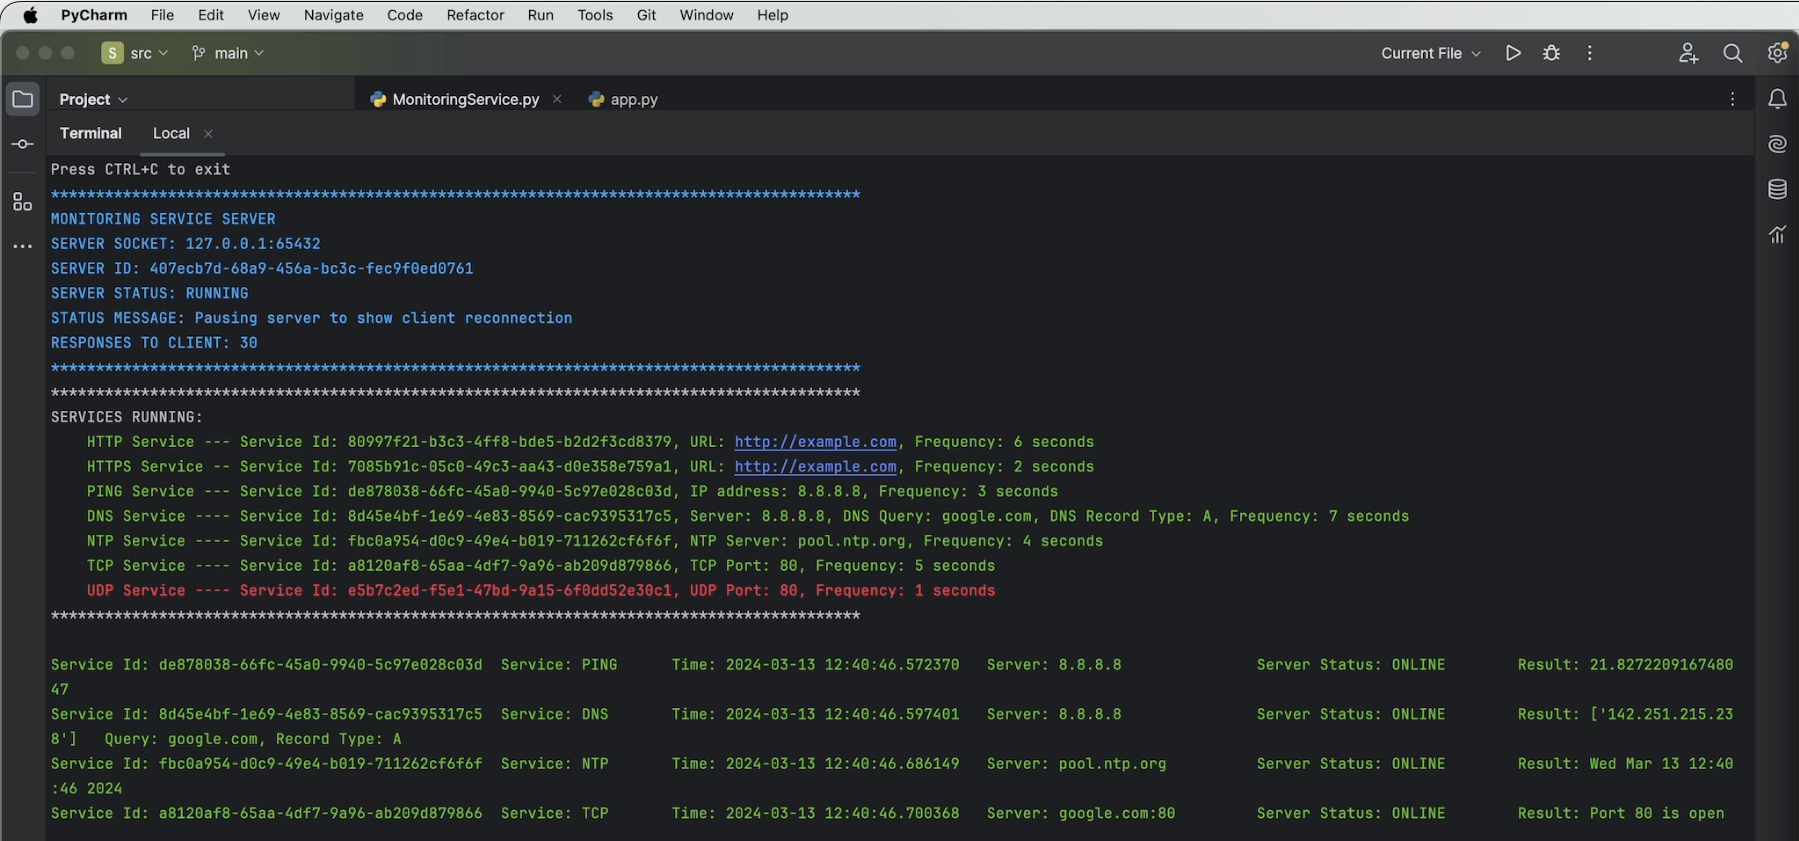 PyCharm File Edit View Navigate Code Refactor Run Tools Git Window Help
S src main Current File
Project MonitoringService.py app.py
Terminal Local
Press CTRL+C to exit
******************************************************************************************
MONITORING SERVICE SERVER
SERVER SOCKET: 127.0.0.1:65432
SERVER ID: 407ecb7d-68a9-456a-bc3c-fec9f0ed0761
SERVER STATUS: RUNNING
STATUS MESSAGE: Pausing server to show client reconnection
RESPONSES TO CLIENT: 30
******************************************************************************************
******************************************************************************************
SERVICES RUNNING:
HTTP Service --- Service Id: 80997f21-b3c3-4ff8-bde5-b2d2f3cd8379, URL: http://example.com, Frequency: 6 seconds
HTTPS Service -- Service Id: 7085b91c-05c0-49c3-aa43-d0e358e759a1, URL: http://example.com, Frequency: 2 seconds
PING Service --- Service Id: de878038-66fc-45a0-9940-5c97e028c03d, IP address: 8.8.8.8, Frequency: 3 seconds
DNS Service ---- Service Id: 8d45e4bf-1e69-4e83-8569-cac9395317c5, Server: 8.8.8.8, DNS Query: google.com, DNS Record Type: A, Frequency: 7 seconds
NTP Service ---- Service Id: fbc0a954-d0c9-49e4-b019-711262cf6f6f, NTP Server: pool.ntp.org, Frequency: 4 seconds
TCP Service ---- Service Id: a8120af8-65aa-4df7-9a96-ab209d879866, TCP Port: 80, Frequency: 5 seconds
UDP Service ---- Service Id: e5b7c2ed-f5e1-47bd-9a15-6f0dd52e30c1, UDP Port: 80, Frequency: 1 seconds
******************************************************************************************
Service Id: de878038-66fc-45a0-9940-5c97e028c03d Service: PING Time: 2024-03-13 12:40:46.572370 Server: 8.8.8.8 Server Status: ONLINE Result: 21.8272209167480
47
Service Id: 8d45e4bf-1e69-4e83-8569-cac9395317c5 Service: DNS Time: 2024-03-13 12:40:46.597401 Server: 8.8.8.8 Server Status: ONLINE Result: ['142.251.215.23
8'] Query: google.com, Record Type: A
Service Id: fbc0a954-d0c9-49e4-b019-711262cf6f6f Service: NTP Time: 2024-03-13 12:40:46.686149 Server: pool.ntp.org Server Status: ONLINE Result: Wed Mar 13 12:40
:46 2024
Service Id: a8120af8-65aa-4df7-9a96-ab209d879866 Service: TCP Time: 2024-03-13 12:40:46.700368 Server: google.com:80 Server Status: ONLINE Result: Port 80 is open